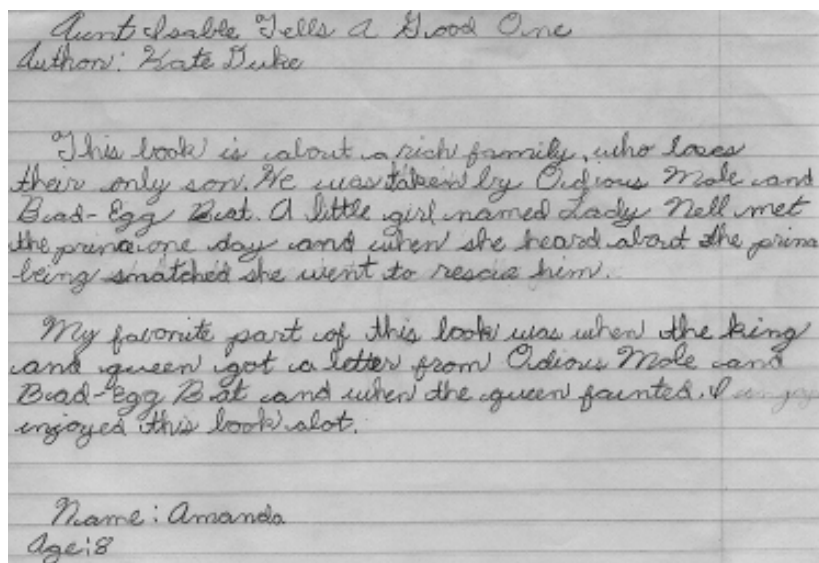 Aunt Isable Tells A Good One
Author: Kate Duke
This book is about a rich family, who loses
their only son. He was taken by Odious Mole and
Bad-Egg Bat. A little girl named Lady Nell met
the prince one day and when she heard about the prince
being snatched she went to rescue him.
My favorite part of this book was when the king
and queen got a letter from Odious Mole and
Bad-Egg Bat and when the queen fainted. I
injoyed this book alot.
Name: Amanda
Age: 8